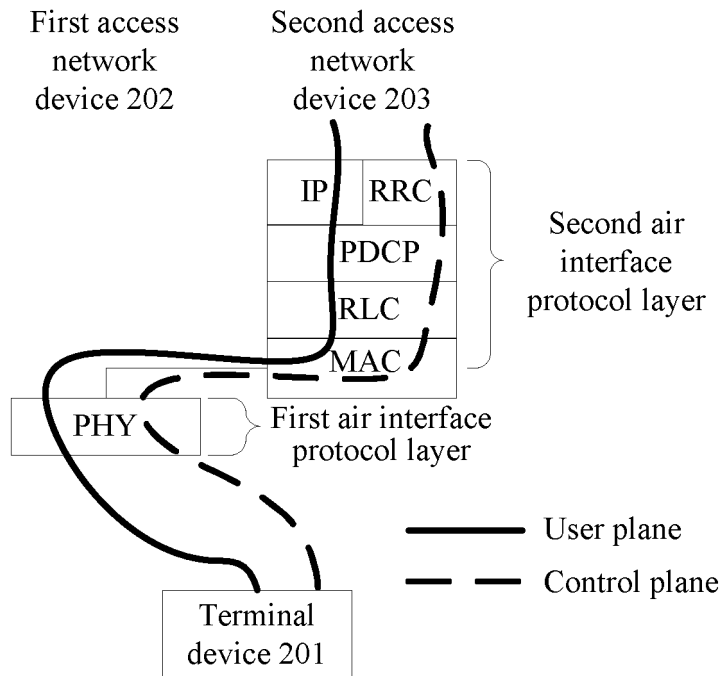 First access
network
device 202
Second access
network
device 203
IP
RRC
PDCP
RLC
MAC
Second air
interface
protocol layer
PHY
First air interface
protocol layer
User plane
Control plane
Terminal
device 201